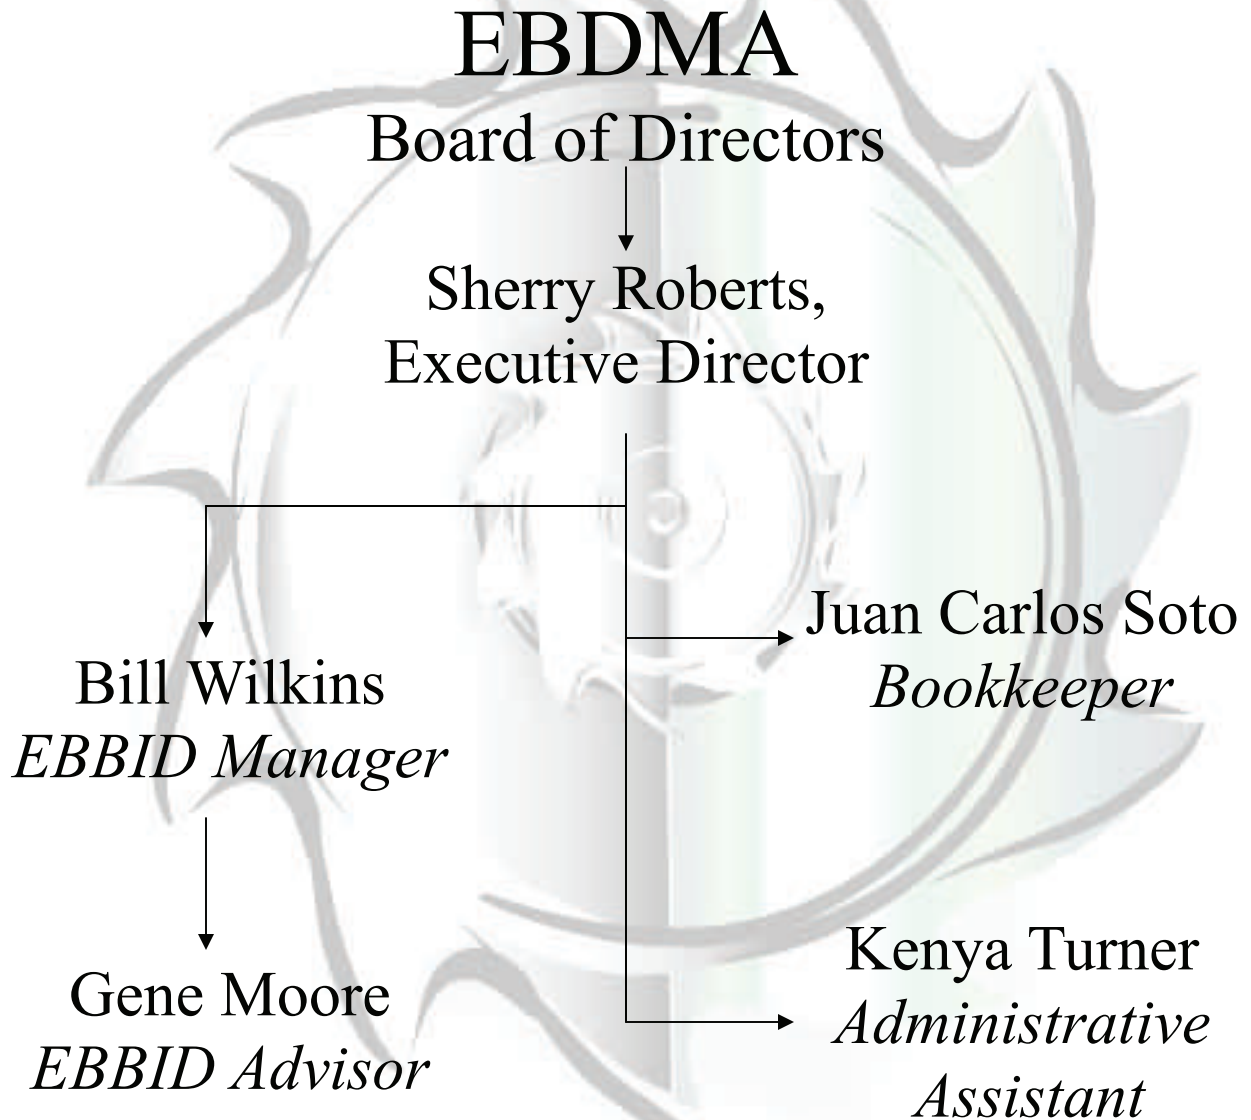 EBDMA
Board of Directors
Sherry Roberts,
Executive Director
Juan Carlos Soto
Bookkeeper
Bill Wilkins
EBBID Manager
Kenya Turner
Administrative
Assistant
Gene Moore
EBBID Advisor